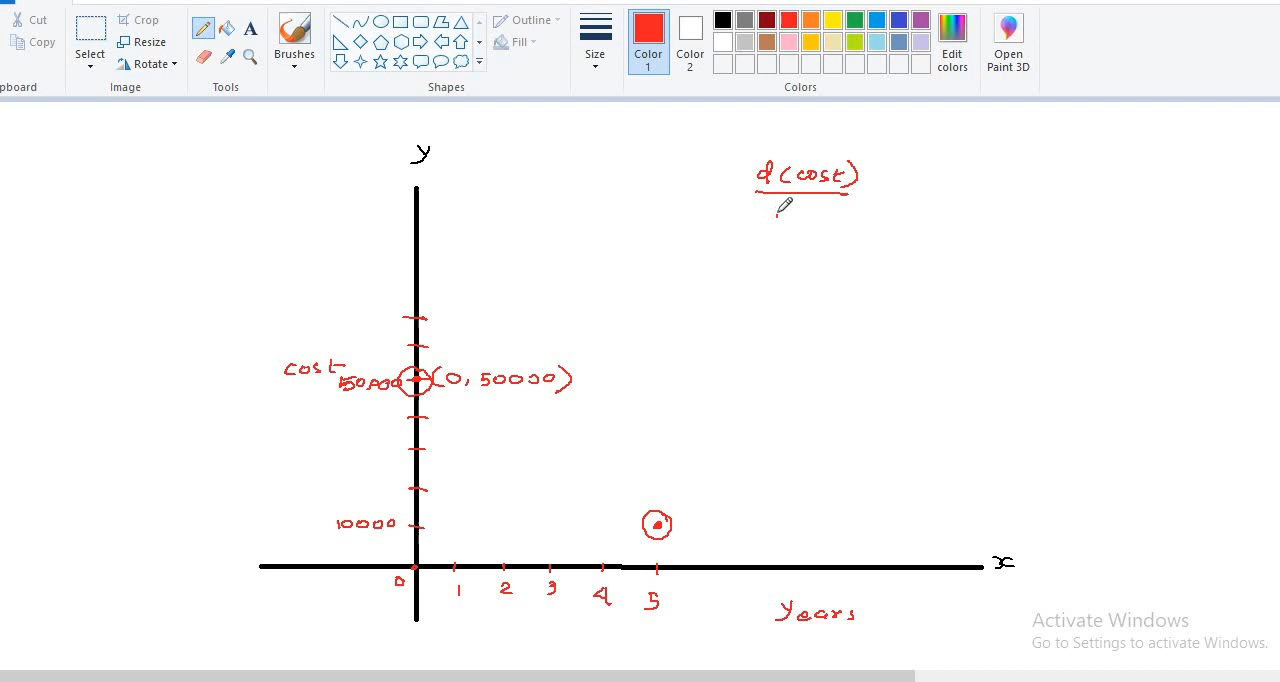 Cut
Copy
pboard
Select
Crop
Resize
Rotate
Image
Tools
Brushes
Shapes
Outline
Fill
Size
Color 1
Color 2
Colors
Edit colors
Open Paint 3D
y
d(cost)
cost
50,000
(0, 50000)
10000
0 1 2 3 4 5
x
years
Activate Windows
Go to Settings to activate Windows.